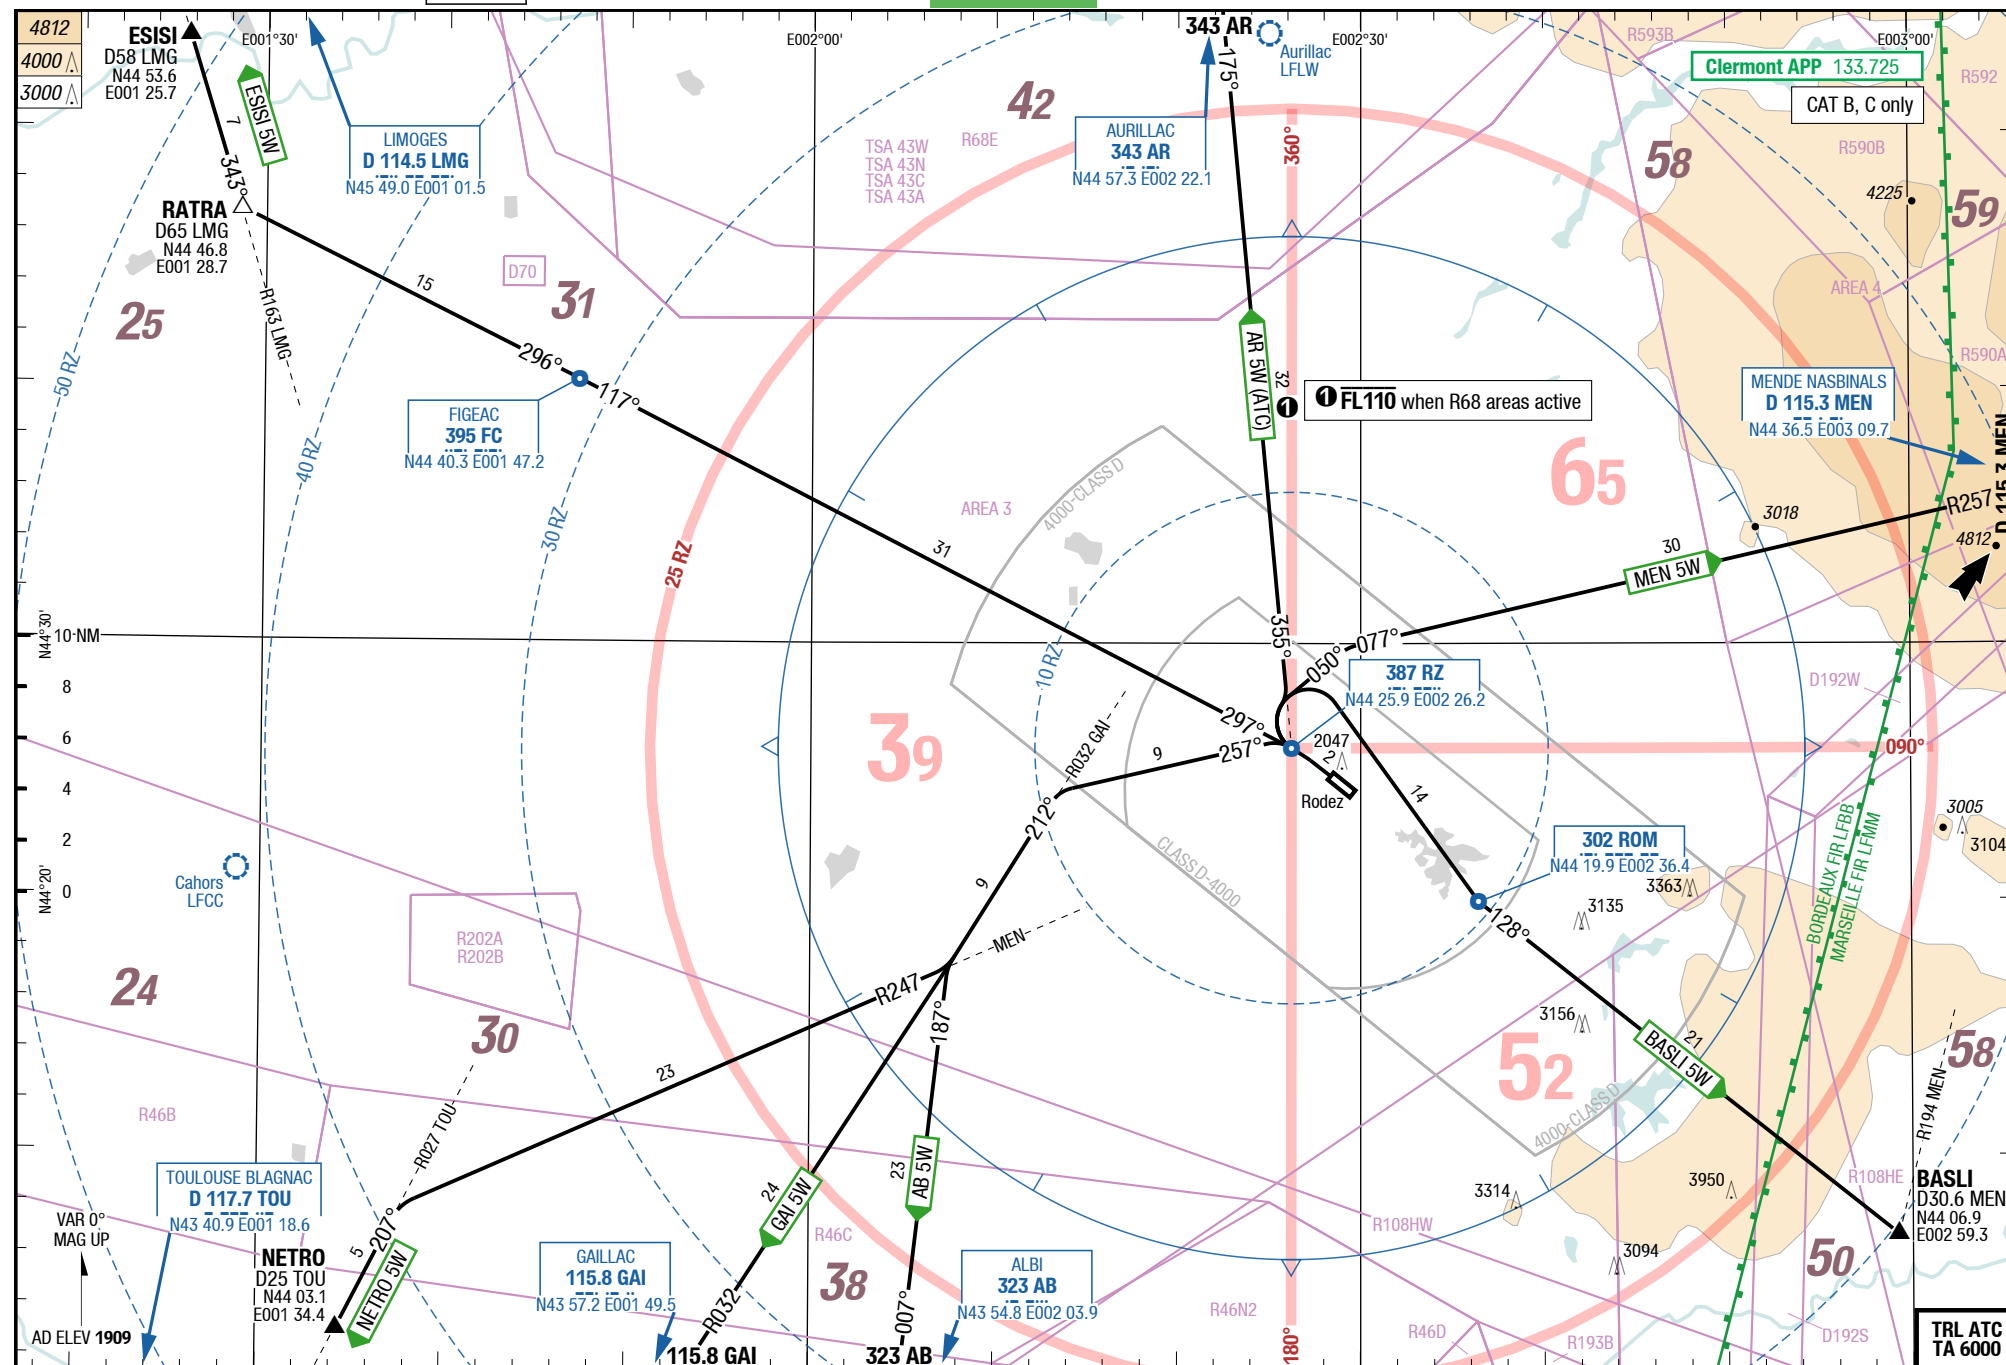 4812
4000
3000
ESISI
D58 LMG
N44 53.6
E001 25.7
E001°30'
E002°00'
343 AR
175°
Aurillac
LFLW
E002°30'
R593B
E003°00'
Clermont APP 133.725
R592
CAT B, C only
ESISI 5W
7
343°
LIMOGES
D 114.5 LMG
N45 49.0 E001 01.5
42
TSA 43W
TSA 43N
TSA 43C
TSA 43A
R68E
AURILLAC
343 AR
N44 57.3 E002 22.1
360°
58
R590B
4225
59
RATRA
D65 LMG
N44 46.8
E001 28.7
R163 LMG
15
D70
31
25
AREA 4
50 RZ
296°
117°
AR 5W (ATC)
32
1
1 FL110 when R68 areas active
R590A
MENDE NASBINALS
D 115.3 MEN
N44 36.5 E003 09.7
D 115.3 MEN
FIGEAC
395 FC
N44 40.3 E001 47.2
40 RZ
30 RZ
25 RZ
AREA 3
4000-CLASS D
65
3018
R257
4812
31
30
MEN 5W
N44°30'
10 NM
8
6
4
2
0
N44°20'
355°
050°
077°
10 RZ
387 RZ
N44 25.9 E002 26.2
D192W
39
297°
257°
R032 GAI
9
2047
2
Rodez
090°
212°
14
CLASS D-4000
302 ROM
N44 19.9 E002 36.4
BORDEAUX FIR LFBB
MARSEILLE FIR LFMM
3005
3104
Cahors
LFCC
9
3363
3135
128°
R202A
R202B
MEN
R247
24
30
187°
3156
52
21
BASLI 5W
58
23
R46B
R027 TOU
4000-CLASS D
R194 MEN
TOULOUSE BLAGNAC
D 117.7 TOU
N43 40.9 E001 18.6
VAR 0°
MAG UP
24
GAI 5W
23
AB 5W
3314
3950
R108HE
BASLI
D30.6 MEN
N44 06.9
E002 59.3
207°
5
NETRO 5W
NETRO
D25 TOU
N44 03.1
E001 34.4
R46C
R108HW
GAILLAC
115.8 GAI
N43 57.2 E001 49.5
38
ALBI
323 AB
N43 54.8 E002 03.9
3094
50
R46N2
AD ELEV 1909
R032
115.8 GAI
007°
323 AB
180°
R46D
R193B
D192S
TRL ATC
TA 6000